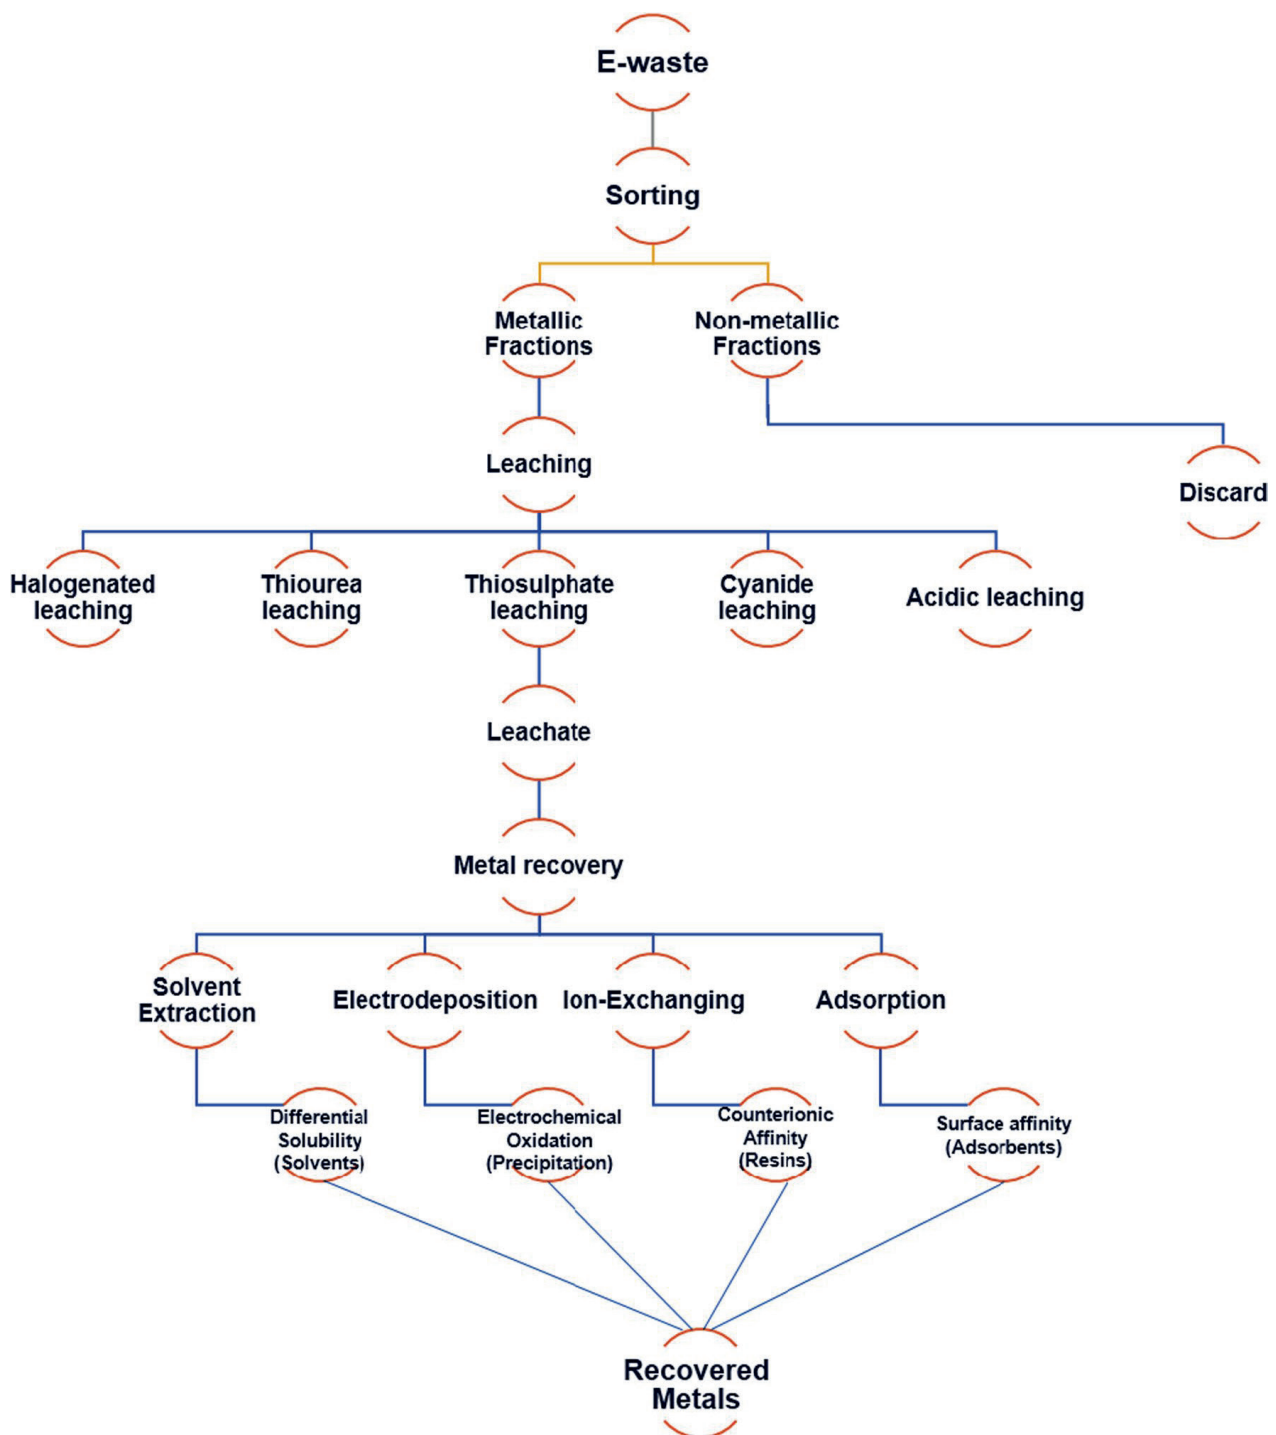 E-waste
Sorting
Metallic
Fractions
Non-metallic
Fractions
Leaching
Discard
Halogenated
leaching
Thiourea
leaching
Thiosulphate
leaching
Cyanide
leaching
Acidic leaching
Leachate
Metal recovery
Solvent
Extraction
Electrodeposition
Ion-Exchanging
Adsorption
Differential
Solubility
(Solvents)
Electrochemical
Oxidation
(Precipitation)
Counterionic
Affinity
(Resins)
Surface affinity
(Adsorbents)
Recovered
Metals